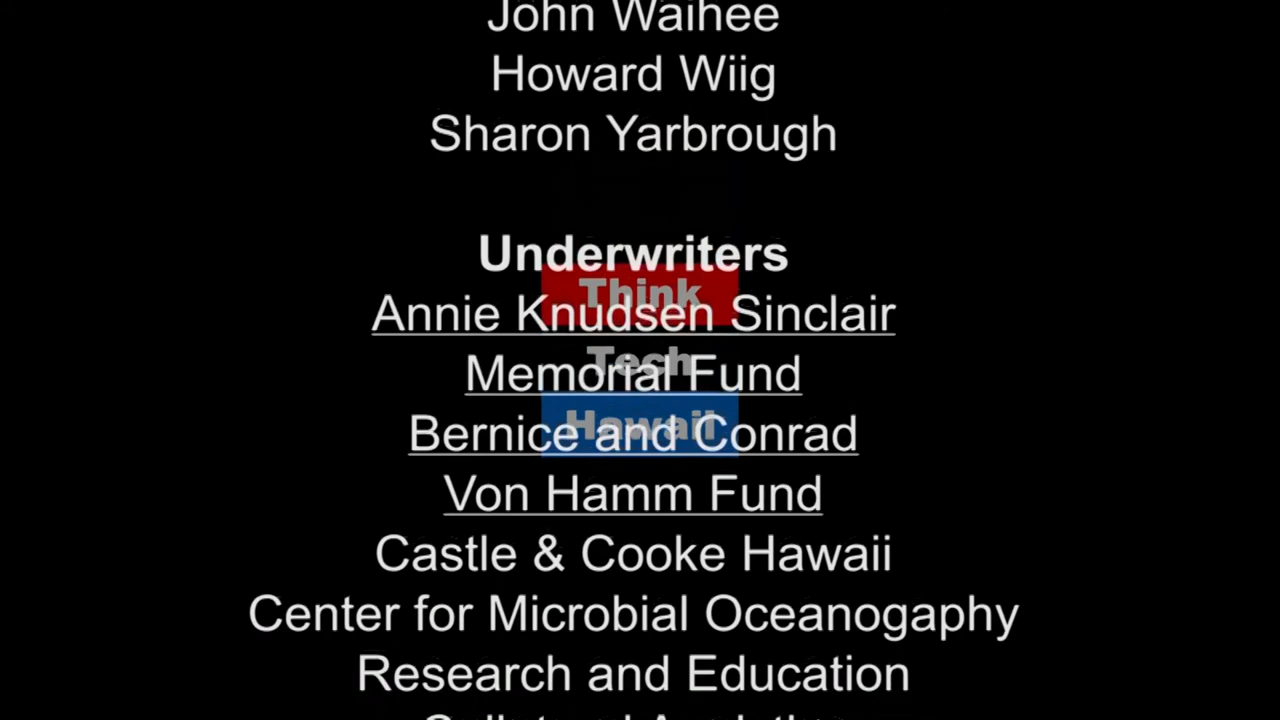 John Waihee
Howard Wiig
Sharon Yarbrough
Underwriters
Think
Annie Knudsen Sinclair
Tech
Memorial Fund
Hawaii
Bernice and Conrad
Von Hamm Fund
Castle & Cooke Hawaii
Center for Microbial Oceanogaphy
Research and Education